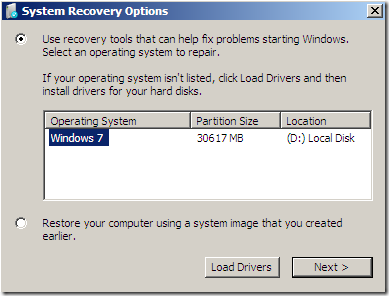 System Recovery Options
Use recovery tools that can help fix problems starting Windows.
Select an operating system to repair.
If your operating system isn't listed, click Load Drivers and then
install drivers for your hard disks.
Operating System Partition Size Location
Windows 7 30617 MB (D:) Local Disk
Restore your computer using a system image that you created
earlier.
Load Drivers Next >